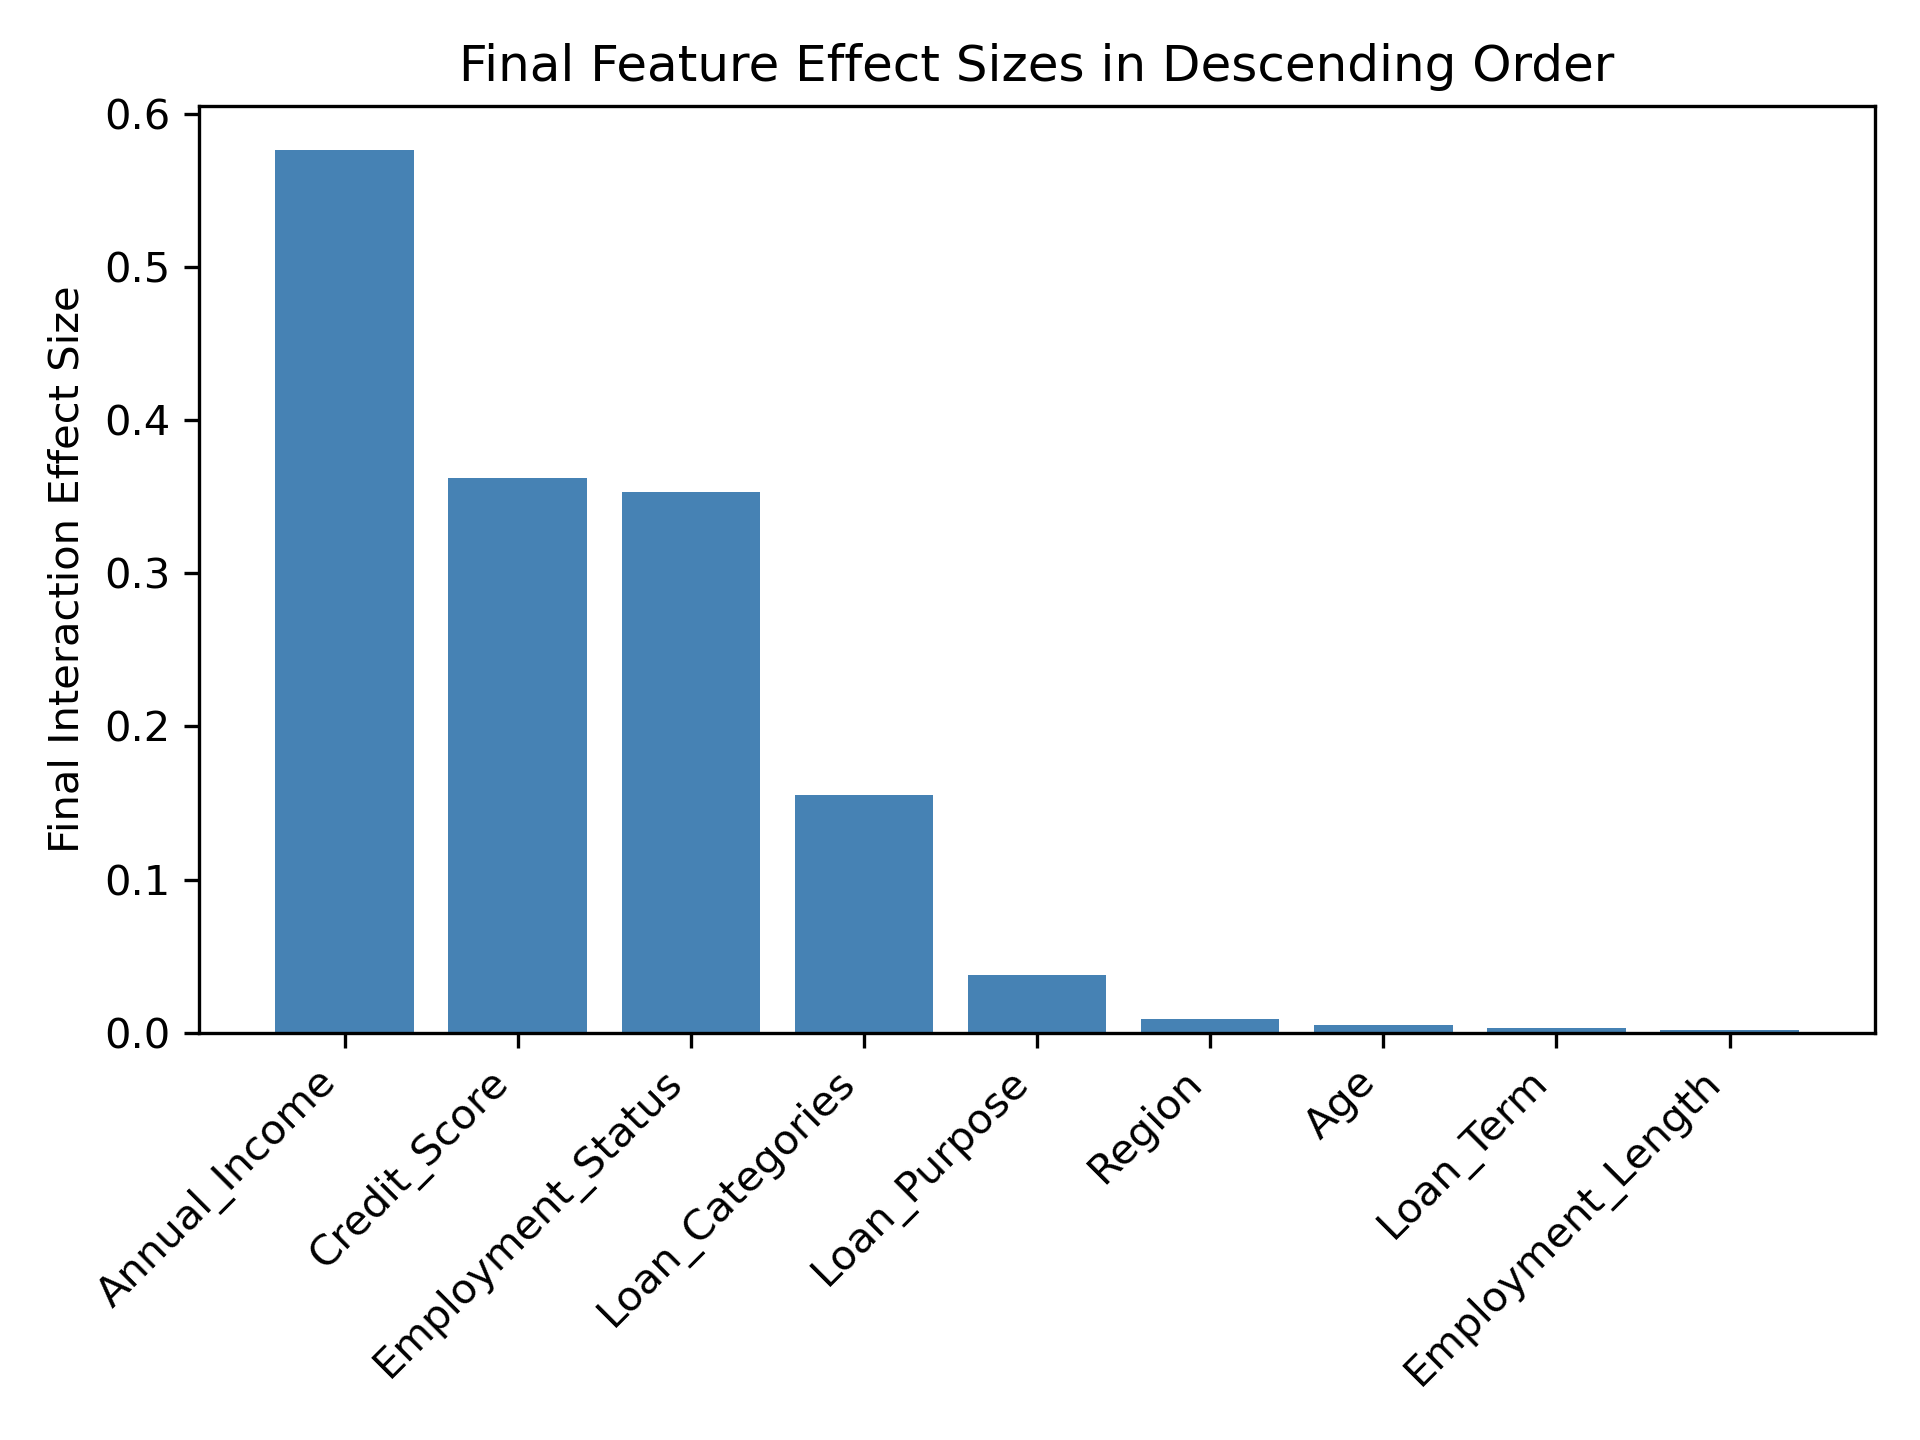 Final Feature Effect Sizes in Descending Order
Final Interaction Effect Size
0.6
0.5
0.4
0.3
0.2
0.1
0.0
Annual_Income
Credit_Score
Employment_Status
Loan_Categories
Loan_Purpose
Region
Age
Loan_Term
Employment_Length